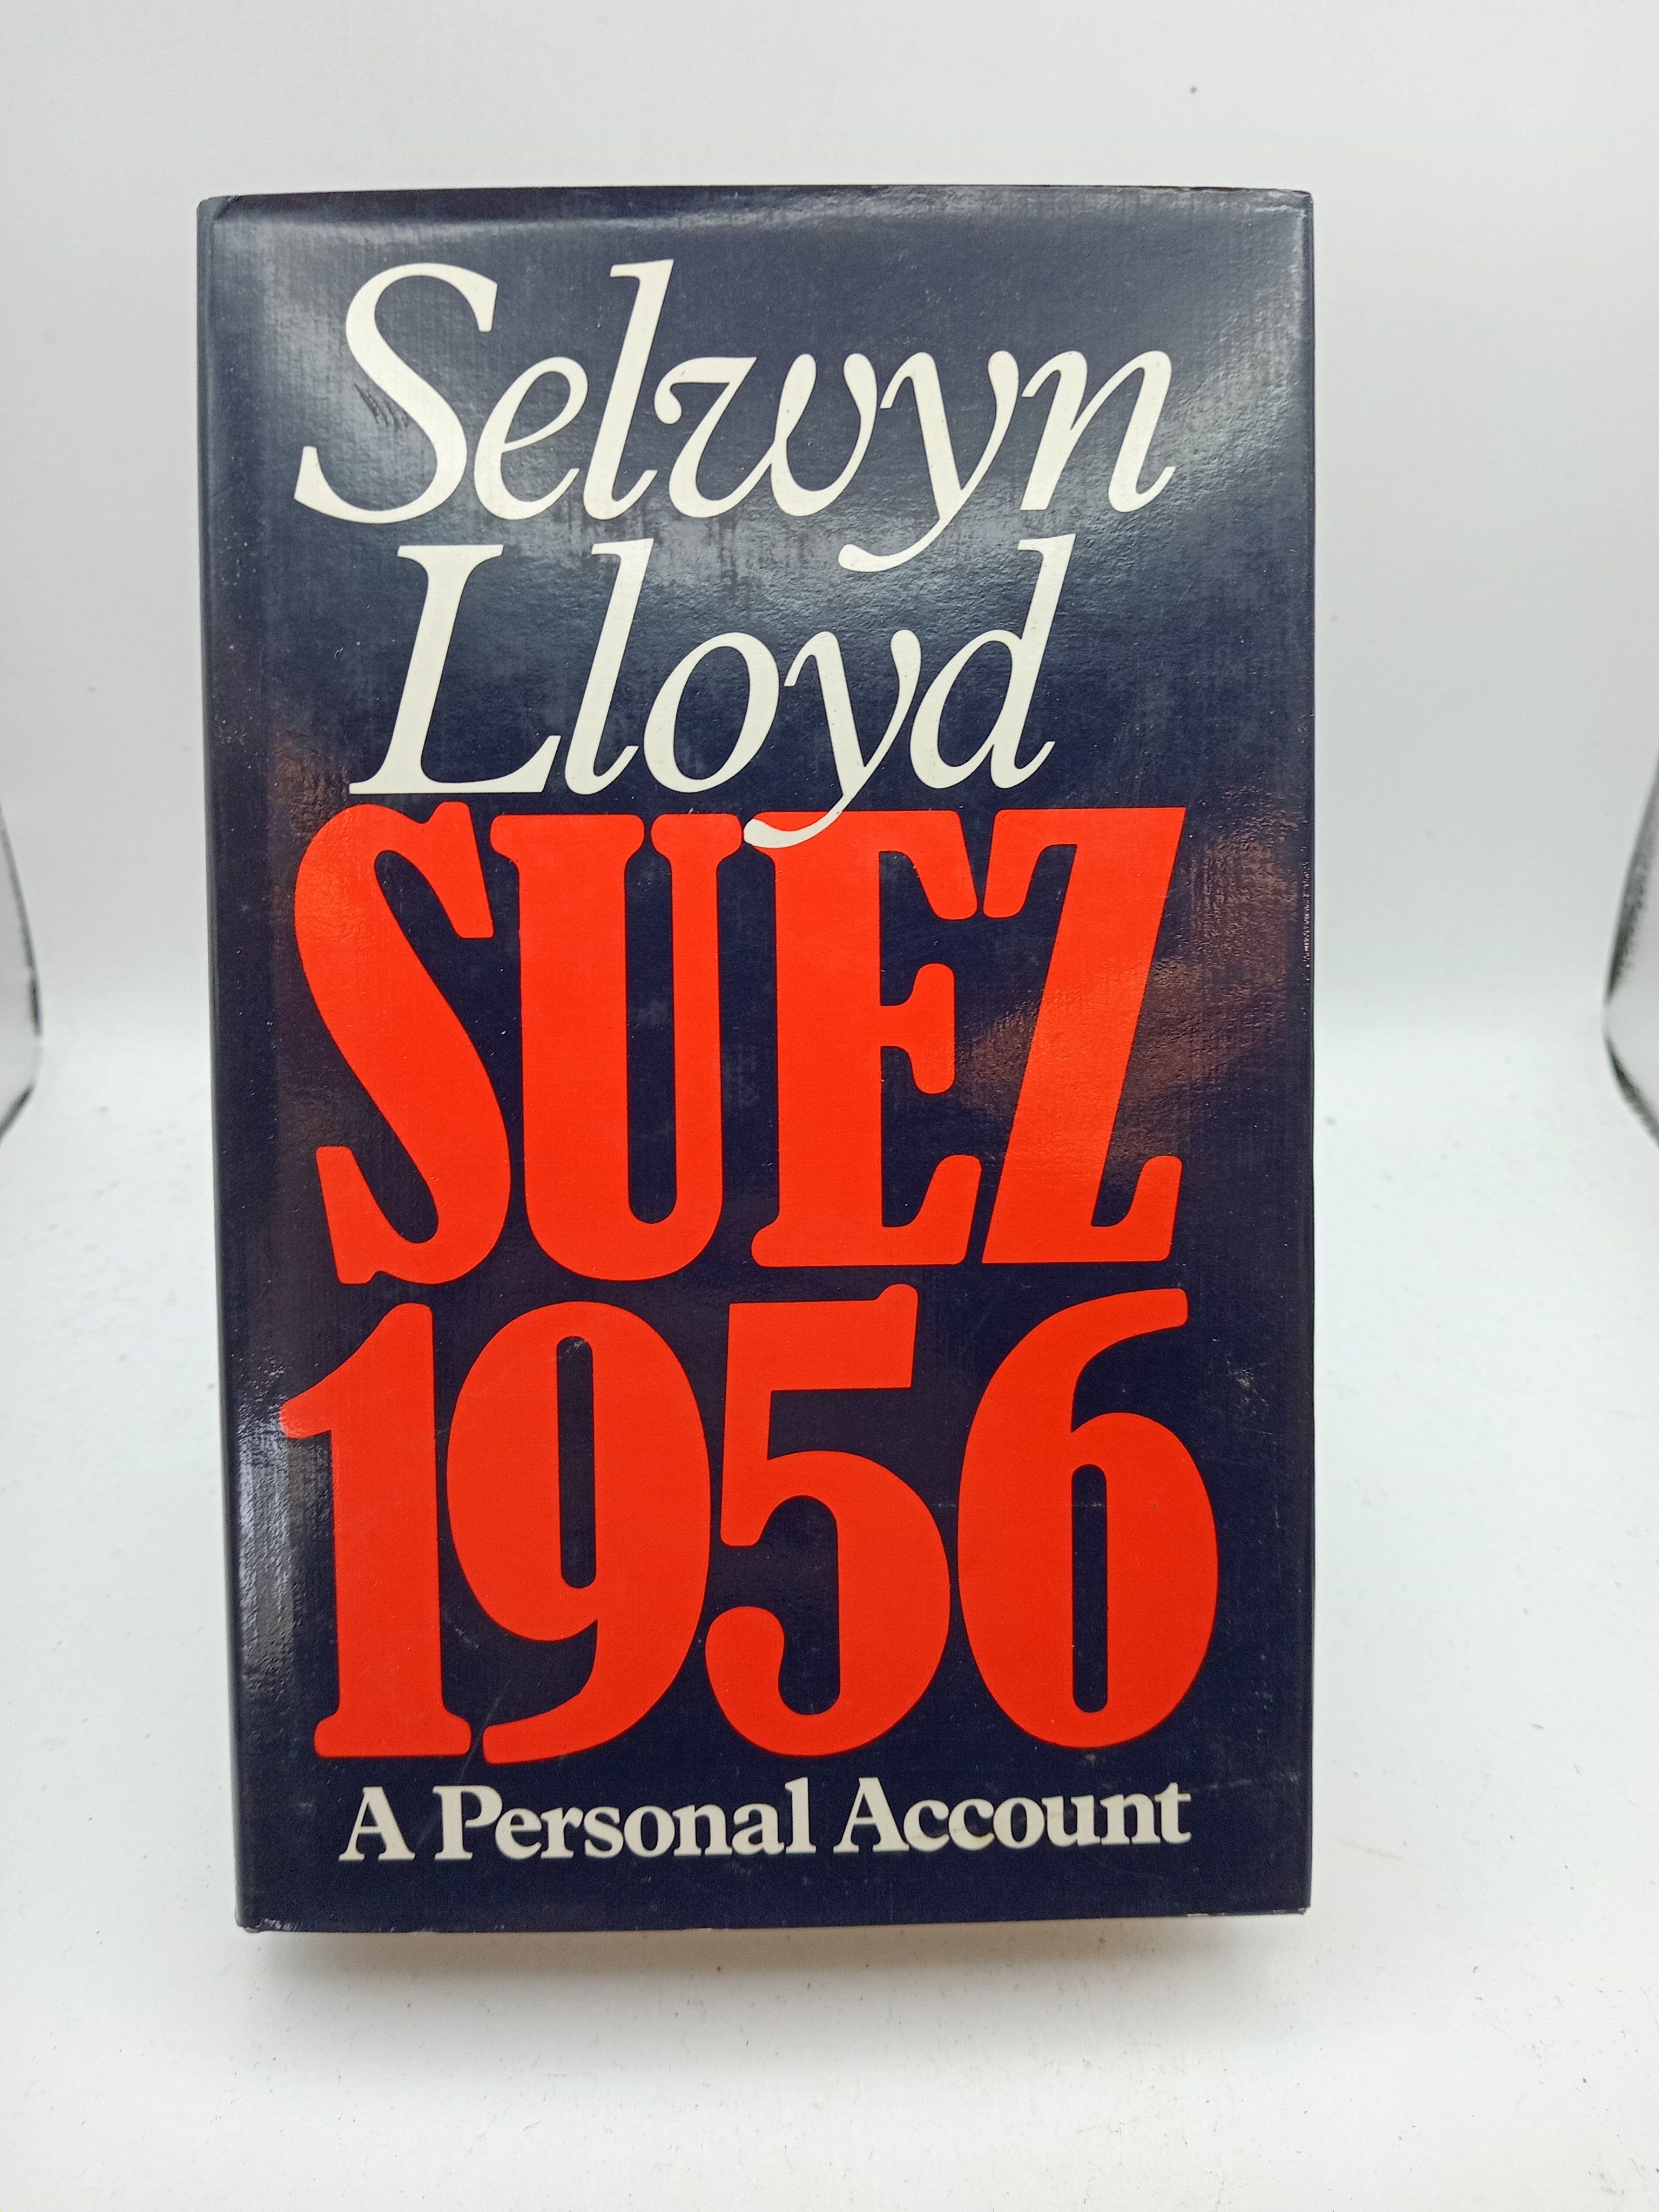 Selwyn
Lloyd
SUEZ
1956
A Personal Account